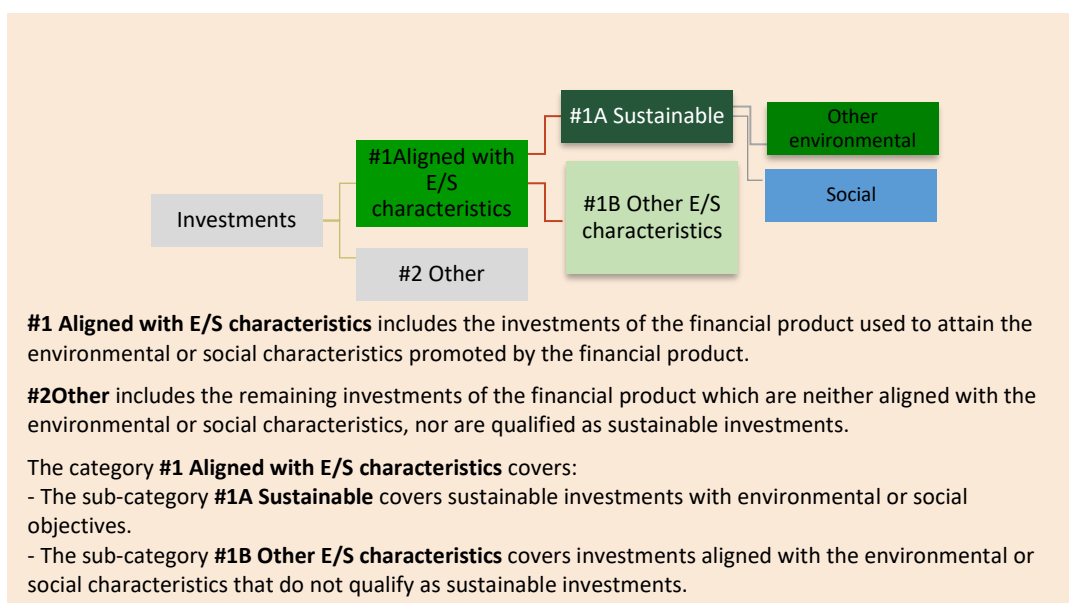 #1A Sustainable
Other
environmental
#1Aligned with
E/S
characteristics
Social
#1B Other E/S
characteristics
Investments
#2 Other
#1 Aligned with E/S characteristics includes the investments of the financial product used to attain the
environmental or social characteristics promoted by the financial product.
#2Other includes the remaining investments of the financial product which are neither aligned with the
environmental or social characteristics, nor are qualified as sustainable investments.
The category #1 Aligned with E/S characteristics covers:
- The sub-category #1A Sustainable covers sustainable investments with environmental or social
objectives.
- The sub-category #1B Other E/S characteristics covers investments aligned with the environmental or
social characteristics that do not qualify as sustainable investments.